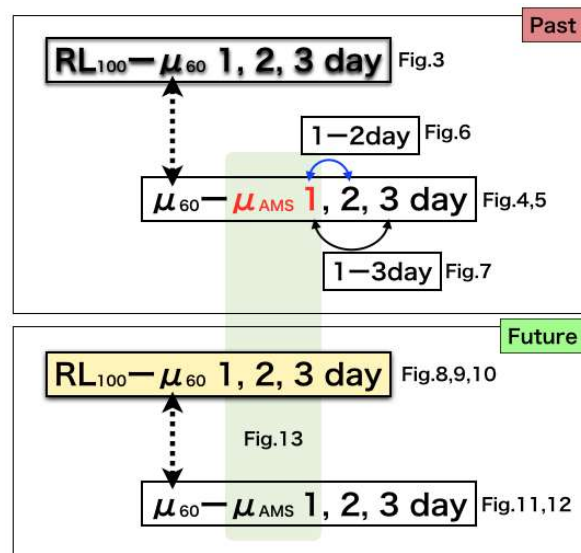 Past
RL100−μ60 1, 2, 3 day Fig.3
1−2day Fig.6
μ60−μAMS 1, 2, 3 day Fig.4,5
1−3day Fig.7
Future
RL100−μ60 1, 2, 3 day Fig.8,9,10
Fig.13
μ60−μAMS 1, 2, 3 day Fig.11,12